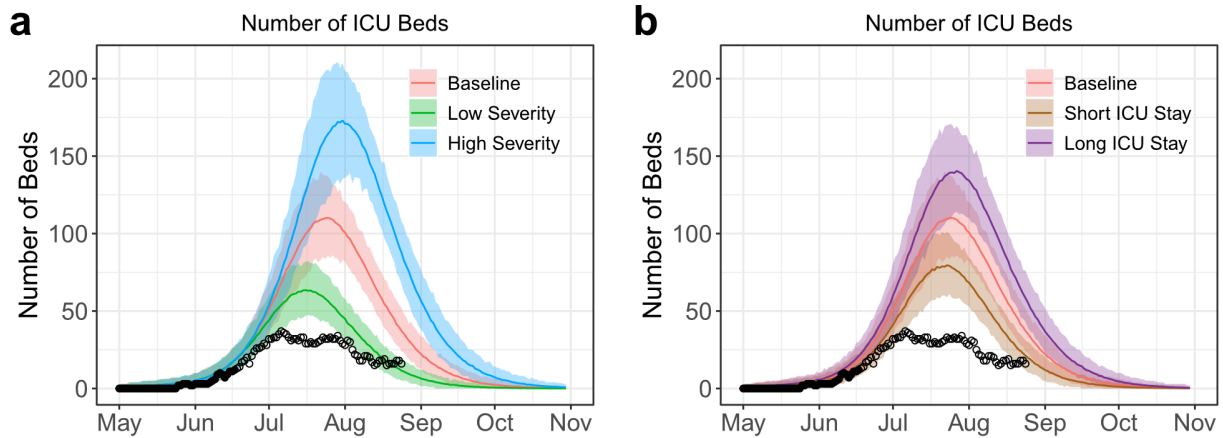 a
Number of ICU Beds
Number of Beds
200
150
100
50
0
Baseline
Low Severity
High Severity
May Jun Jul Aug Sep Oct Nov
b
Number of ICU Beds
Number of Beds
200
150
100
50
0
Baseline
Short ICU Stay
Long ICU Stay
May Jun Jul Aug Sep Oct Nov